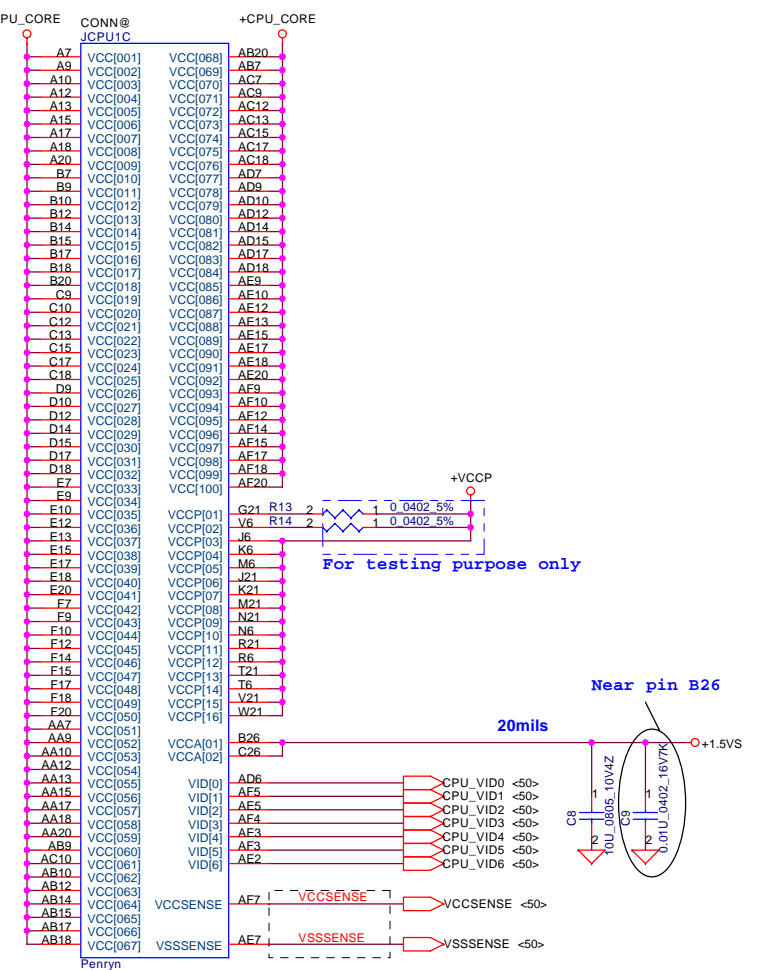 PU_CORE CONN@ +CPU_CORE
JCPU1C
A7 VCC[001] VCC[068] AB20
A9 VCC[002] VCC[069] AB7
A10 VCC[003] VCC[070] AC7
A12 VCC[004] VCC[071] AC9
A13 VCC[005] VCC[072] AC12
A15 VCC[006] VCC[073] AC13
A17 VCC[007] VCC[074] AC15
A18 VCC[008] VCC[075] AC17
A20 VCC[009] VCC[076] AC18
B7 VCC[010] VCC[077] AD7
B9 VCC[011] VCC[078] AD9
B10 VCC[012] VCC[079] AD10
B12 VCC[013] VCC[080] AD12
B14 VCC[014] VCC[081] AD14
B15 VCC[015] VCC[082] AD15
B17 VCC[016] VCC[083] AD17
B18 VCC[017] VCC[084] AD18
B20 VCC[018] VCC[085] AE9
C9 VCC[019] VCC[086] AE10
C10 VCC[020] VCC[087] AE12
C12 VCC[021] VCC[088] AE13
C13 VCC[022] VCC[089] AE15
C15 VCC[023] VCC[090] AE17
C17 VCC[024] VCC[091] AE18
C18 VCC[025] VCC[092] AE20
D9 VCC[026] VCC[093] AF9
D10 VCC[027] VCC[094] AF10
D12 VCC[028] VCC[095] AF12
D14 VCC[029] VCC[096] AF14
D15 VCC[030] VCC[097] AF15
D17 VCC[031] VCC[098] AF17
D18 VCC[032] VCC[099] AF18
E7 VCC[033] VCC[100] AF20
+VCCP
E9 VCC[034]
E10 VCC[035] VCCP[01] G21 R13 2 1 0_0402_5%
E12 VCC[036] VCCP[02] V6 R14 2 1 0_0402_5%
E13 VCC[037] VCCP[03] J6
E15 VCC[038] VCCP[04] K6
E17 VCC[039] VCCP[05] M6
For testing purpose only
E18 VCC[040] VCCP[06] J21
E20 VCC[041] VCCP[07] K21
F7 VCC[042] VCCP[08] M21
F9 VCC[043] VCCP[09] N21
F10 VCC[044] VCCP[10] N6
F12 VCC[045] VCCP[11] R21
F14 VCC[046] VCCP[12] R6
F15 VCC[047] VCCP[13] T21
F17 VCC[048] VCCP[14] T6
F18 VCC[049] VCCP[15] V21
F20 VCC[050] VCCP[16] W21
Near pin B26
20mils
AA7 VCC[051]
AA9 VCC[052] VCCA[01] B26
+1.5VS
AA10 VCC[053] VCCA[02] C26
AA12 VCC[054]
AA13 VCC[055] VID[0] AD6 CPU_VID0 <50>
AA15 VCC[056] VID[1] AF5 CPU_VID1 <50>
AA17 VCC[057] VID[2] AE5 CPU_VID2 <50>
AA18 VCC[058] VID[3] AF4 CPU_VID3 <50>
AA20 VCC[059] VID[4] AE3 CPU_VID4 <50>
AB9 VCC[060] VID[5] AF3 CPU_VID5 <50>
AC10 VCC[061] VID[6] AE2 CPU_VID6 <50>
C8 1 2 10U_0805_10V4Z
C9 1 2 0.01U_0402_16V7K
AB10 VCC[062]
AB12 VCC[063]
AB14 VCC[064] VCCSENSE AF7 VCCSENSE VCCSENSE <50>
AB15 VCC[065]
AB17 VCC[066]
AB18 VCC[067] VSSSENSE AE7 VSSSENSE VSSSENSE <50>
Penryn